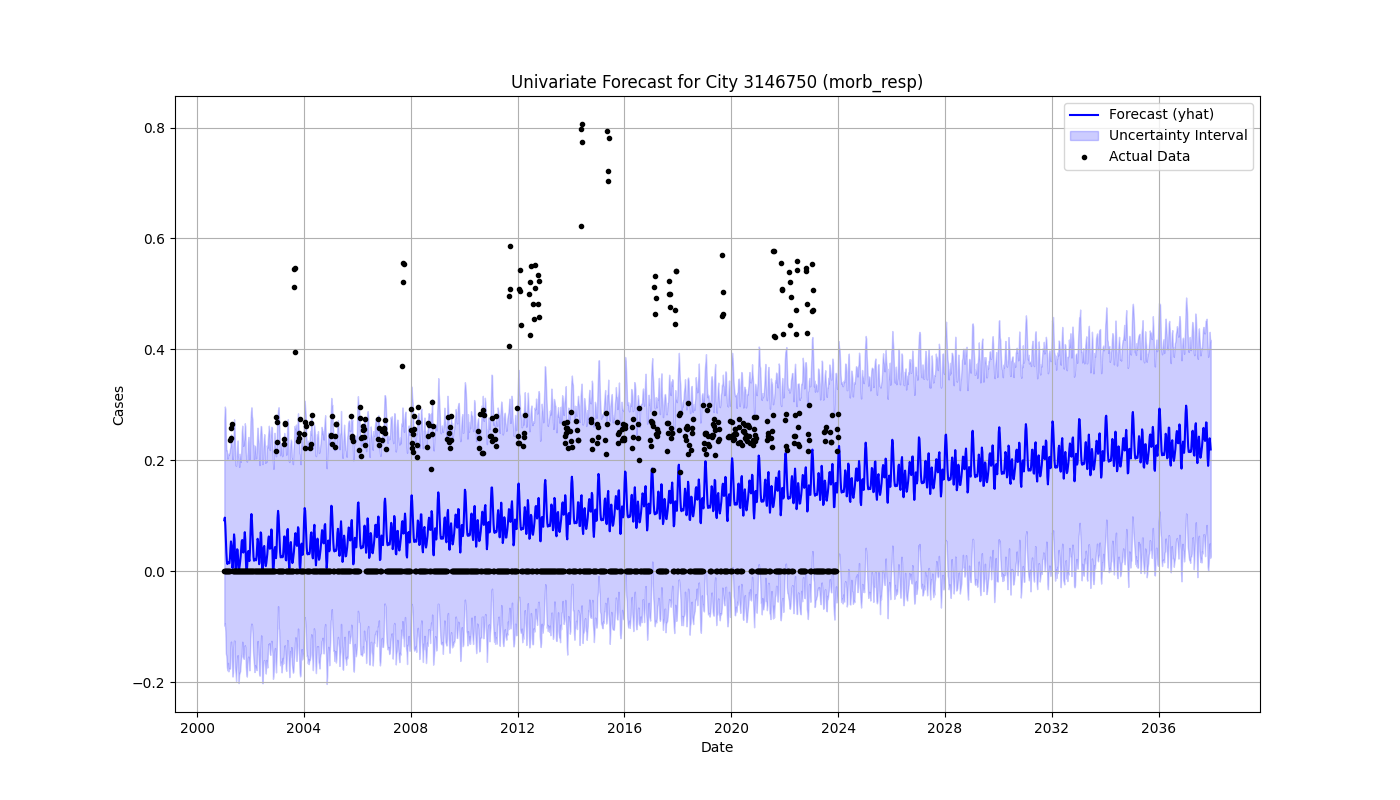 Univariate Forecast for City 3146750 (morb_resp)
Forecast (yhat)
Uncertainty Interval
Actual Data
Cases
0.8
0.6
0.4
0.2
0.0
−0.2
2000 2004 2008 2012 2016 2020 2024 2028 2032 2036
Date